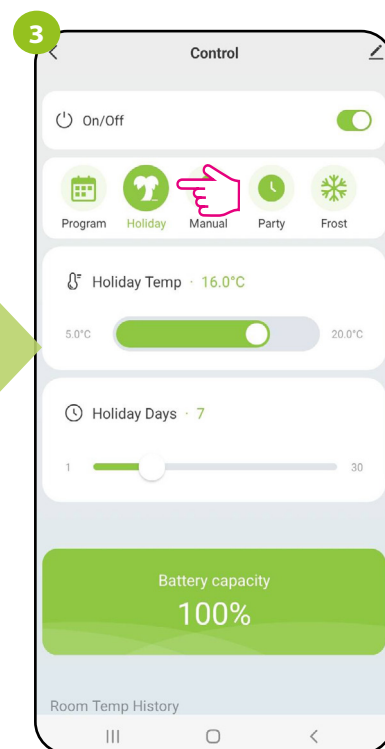 3
Control
On/Off
Program Holiday Manual Party Frost
Holiday Temp · 16.0°C
5.0°C 20.0°C
Holiday Days · 7
1 30
Battery capacity
100%
Room Temp History